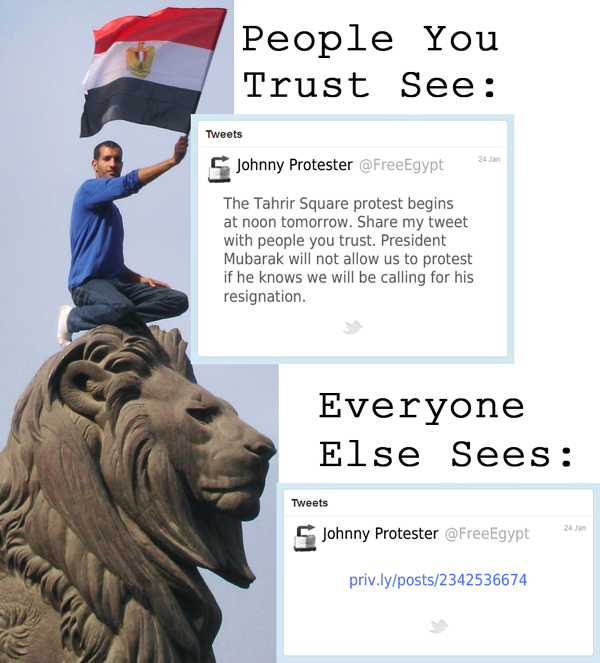 People You
Trust See:
Tweets
Johnny Protester @FreeEgypt 24 Jan
The Tahrir Square protest begins
at noon tomorrow. Share my tweet
with people you trust. President
Mubarak will not allow us to protest
if he knows we will be calling for his
resignation.
Everyone
Else Sees:
Tweets
Johnny Protester @FreeEgypt 24 Jan
priv.ly/posts/2342536674